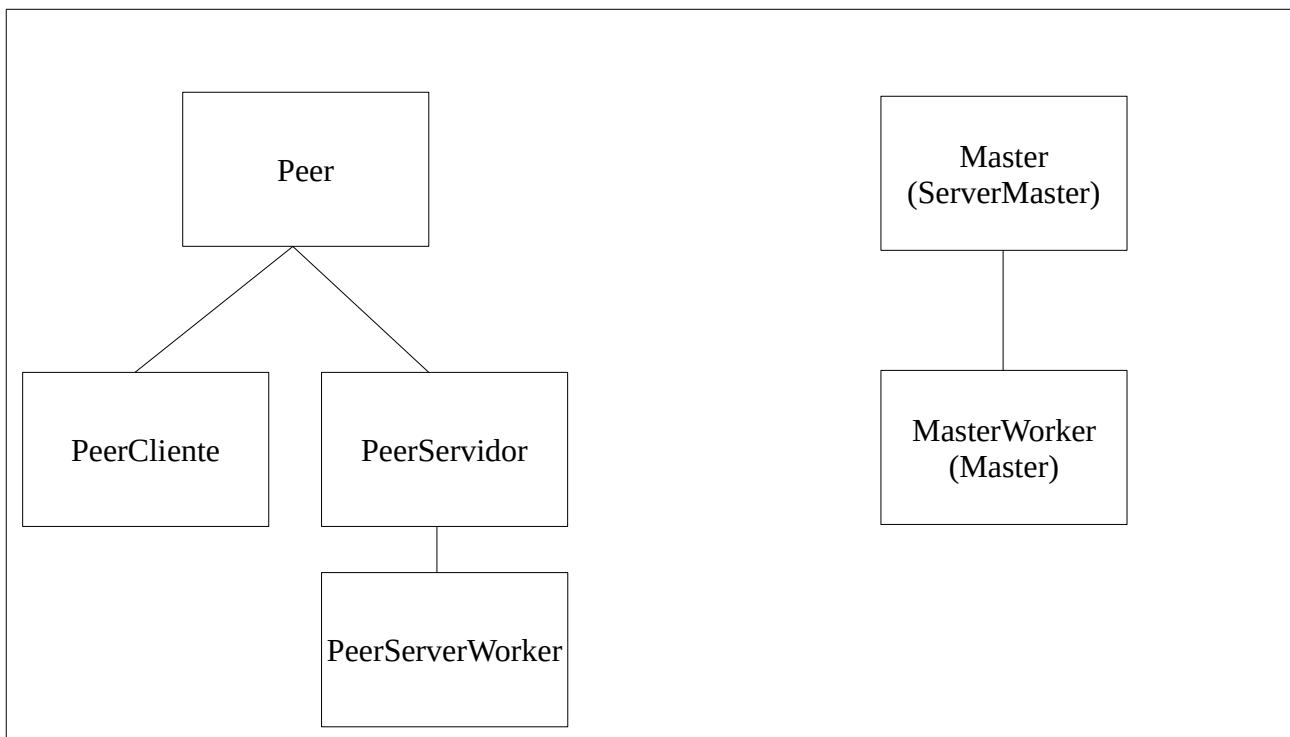 Peer
Master
(ServerMaster)
PeerCliente
PeerServidor
MasterWorker
(Master)
PeerServerWorker